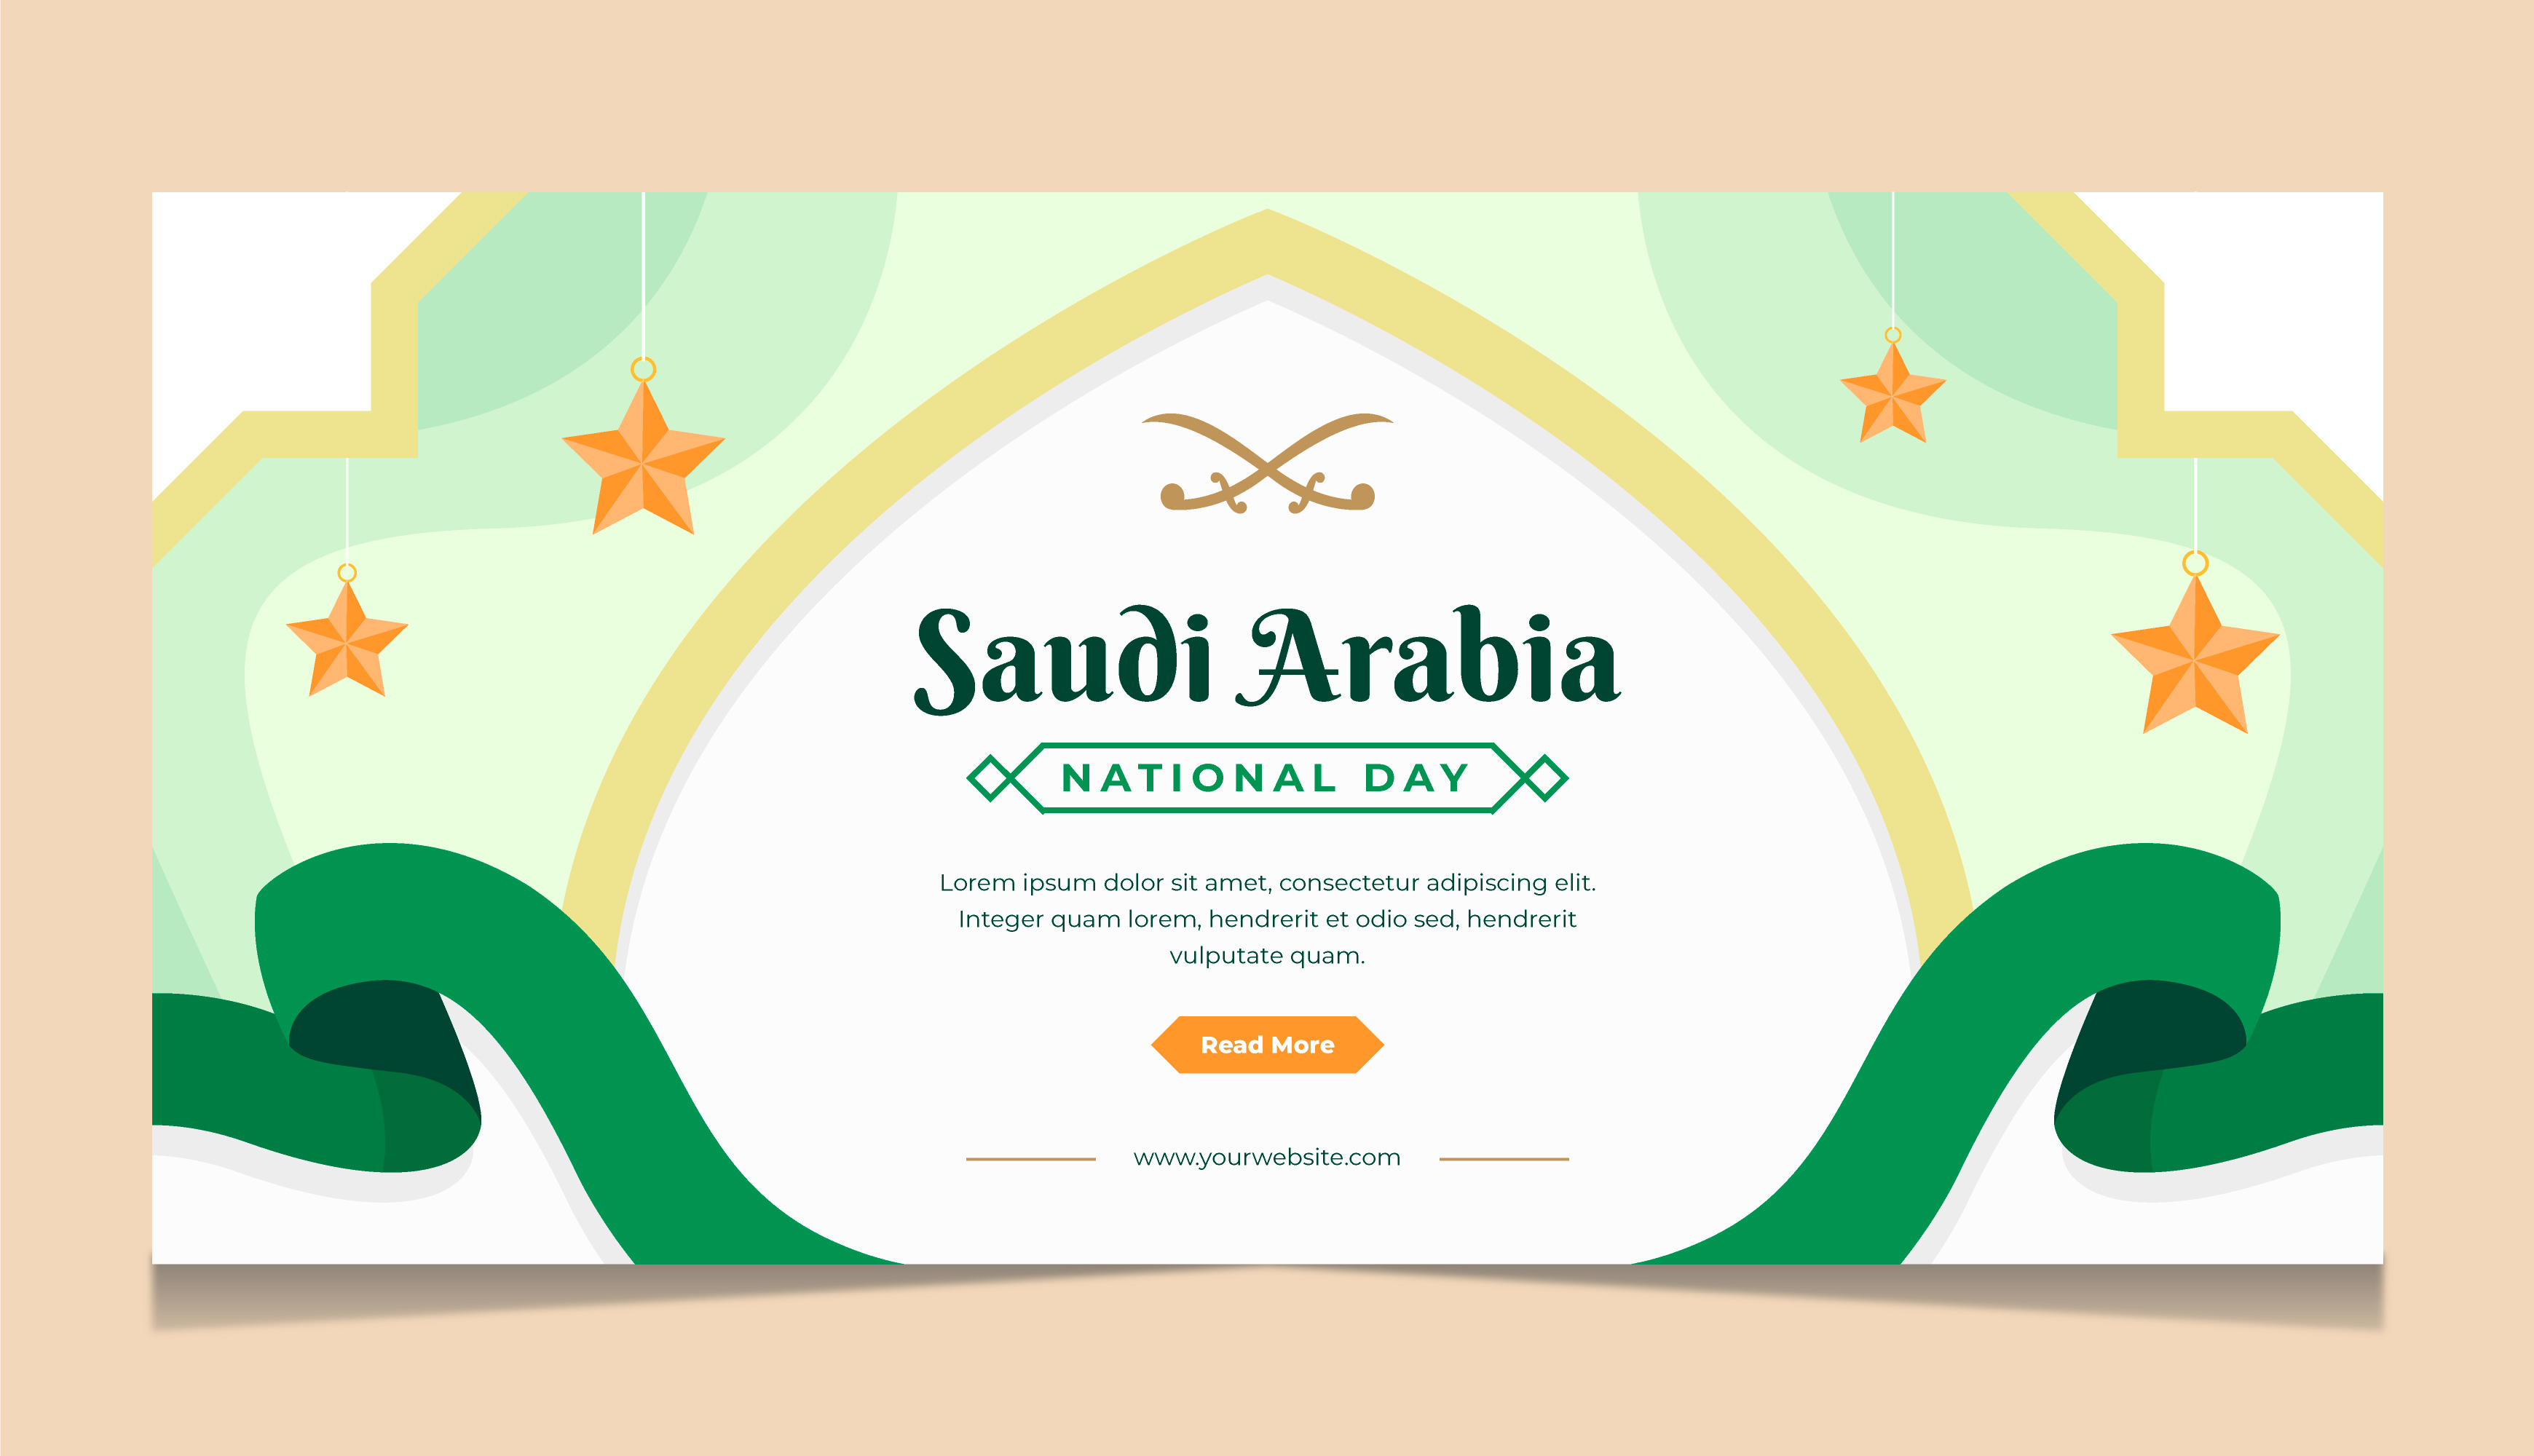 Saudi Arabia
NATIONAL DAY
Lorem ipsum dolor sit amet, consectetur adipiscing elit.
Integer quam lorem, hendrerit et odio sed, hendrerit
vulputate quam.
Read More
www.yourwebsite.com